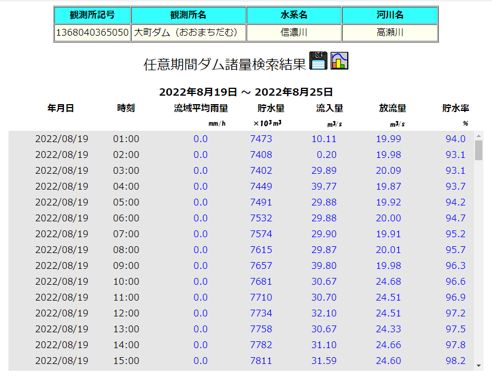 観測所記号 観測所名 水系名 河川名
1368040365050 大町ダム（おおまちだむ） 信濃川 高瀬川
任意期間ダム諸量検索結果
2022年8月19日 ～ 2022年8月25日
年月日 時刻 流域平均雨量 貯水量 流入量 放流量 貯水率
mm/h ×10³m³ m³/s m³/s %
2022/08/19 01:00 0.0 7473 10.11 19.99 94.0
2022/08/19 02:00 0.0 7408 0.20 19.98 93.1
2022/08/19 03:00 0.0 7402 29.89 20.09 93.1
2022/08/19 04:00 0.0 7449 39.77 19.87 93.7
2022/08/19 05:00 0.0 7491 29.88 19.92 94.2
2022/08/19 06:00 0.0 7532 29.88 20.00 94.7
2022/08/19 07:00 0.0 7574 29.90 19.91 95.2
2022/08/19 08:00 0.0 7615 29.87 20.01 95.7
2022/08/19 09:00 0.0 7657 39.80 19.98 96.3
2022/08/19 10:00 0.0 7681 30.67 24.68 96.6
2022/08/19 11:00 0.0 7710 30.70 24.51 96.9
2022/08/19 12:00 0.0 7734 32.10 24.51 97.2
2022/08/19 13:00 0.0 7758 30.67 24.33 97.5
2022/08/19 14:00 0.0 7782 31.10 24.66 97.8
2022/08/19 15:00 0.0 7811 31.59 24.60 98.2